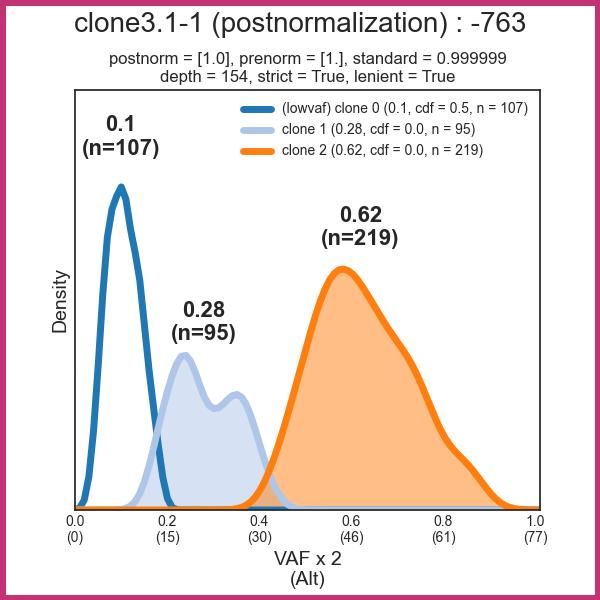 clone3.1-1 (postnormalization) : -763
postnorm = [1.0], prenorm = [1.], standard = 0.999999
depth = 154, strict = True, lenient = True
(lowvaf) clone 0 (0.1, cdf = 0.5, n = 107)
clone 1 (0.28, cdf = 0.0, n = 95)
clone 2 (0.62, cdf = 0.0, n = 219)
0.1
(n=107)
0.62
(n=219)
0.28
(n=95)
Density
0.0 0.2 0.4 0.6 0.8 1.0
(0) (15) (30) (46) (61) (77)
VAF x 2
(Alt)